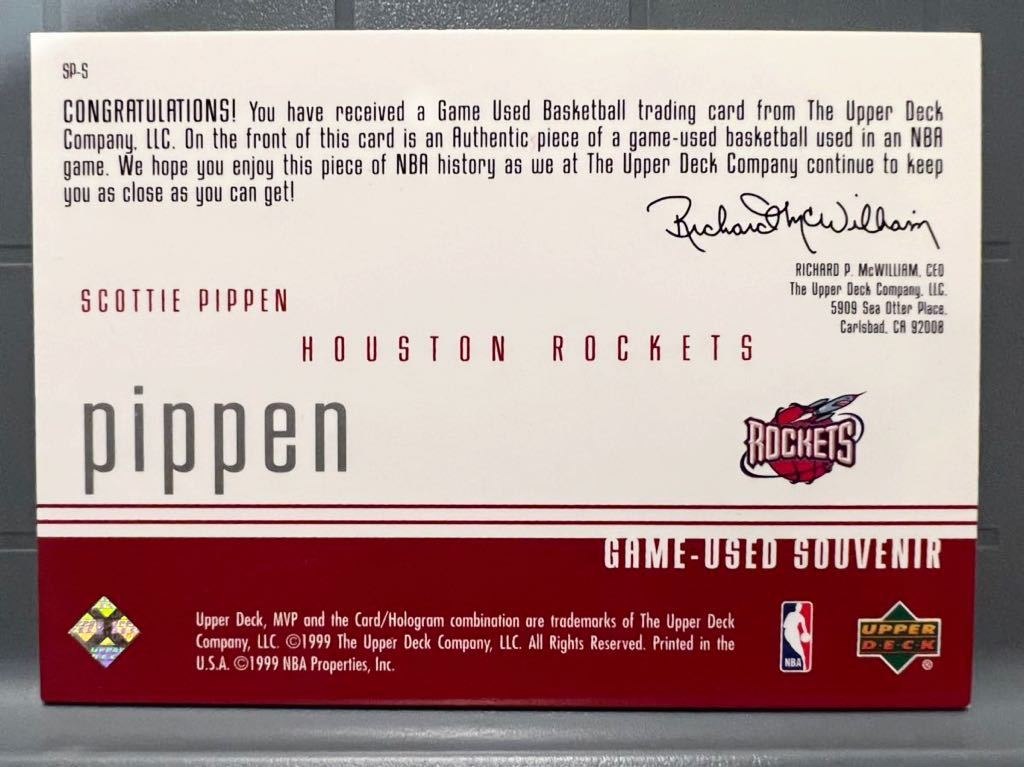 SP-S
CONGRATULATIONS! You have received a Game Used Basketball trading card from The Upper Deck
Company, LLC. On the front of this card is an Authentic piece of a game-used basketball used in an NBA
game. We hope you enjoy this piece of NBA history as we at The Upper Deck Company continue to keep
you as close as you can get!
Richard McWilliam
RICHARD P. McWILLIAM, CEO
The Upper Deck Company, LLC.
5909 Sea Otter Place.
Carlsbad, CA 92008
SCOTTIE PIPPEN
HOUSTON ROCKETS
pippen
ROCKETS
GAME-USED SOUVENIR
Upper Deck, MVP and the Card/Hologram combination are trademarks of The Upper Deck
Company, LLC. ©1999 The Upper Deck Company, LLC. All Rights Reserved. Printed in the
U.S.A. ©1999 NBA Properties, Inc.
NBA
UPPER
D·E·C·K
®